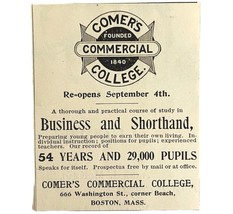 COMER'S
FOUNDED
COMMERCIAL
1840
COLLEGE.
Re-opens September 4th.
A thorough and practical course of study in
Business and Shorthand,
Preparing young people to earn their own living. In-
dividual instruction; positions for pupils; experienced
teachers. Our record of
54 YEARS AND 29,000 PUPILS
Speaks for itself. Prospectus free by mail or at office.
COMER'S COMMERCIAL COLLEGE,
666 Washington St., corner Beach,
BOSTON, MASS.